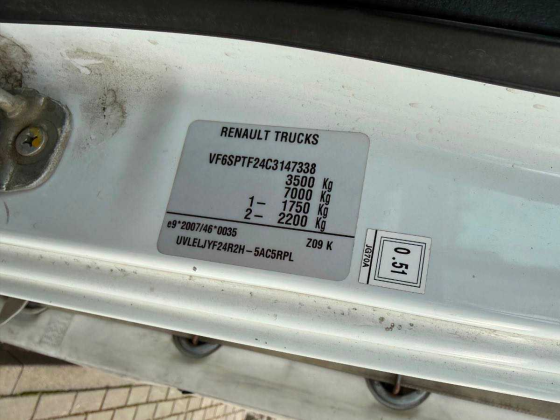 RENAULT TRUCKS
VF6SPTF24C3147338
3500 Kg
7000 Kg
1- 1750 Kg
2- 2200 Kg
e9*2007/46*0035 Z09 K
UVLELJYF24R2H-5AC5RPL
0.51
JG70A